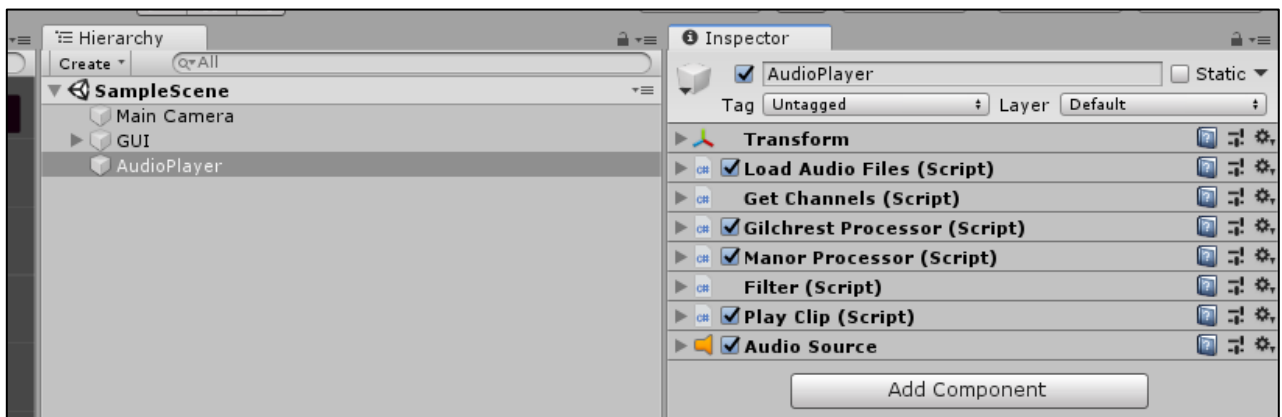 Hierarchy
Create
All
SampleScene
Main Camera
GUI
AudioPlayer
Inspector
AudioPlayer Static
Tag Untagged Layer Default
Transform
Load Audio Files (Script)
Get Channels (Script)
Gilchrest Processor (Script)
Manor Processor (Script)
Filter (Script)
Play Clip (Script)
Audio Source
Add Component